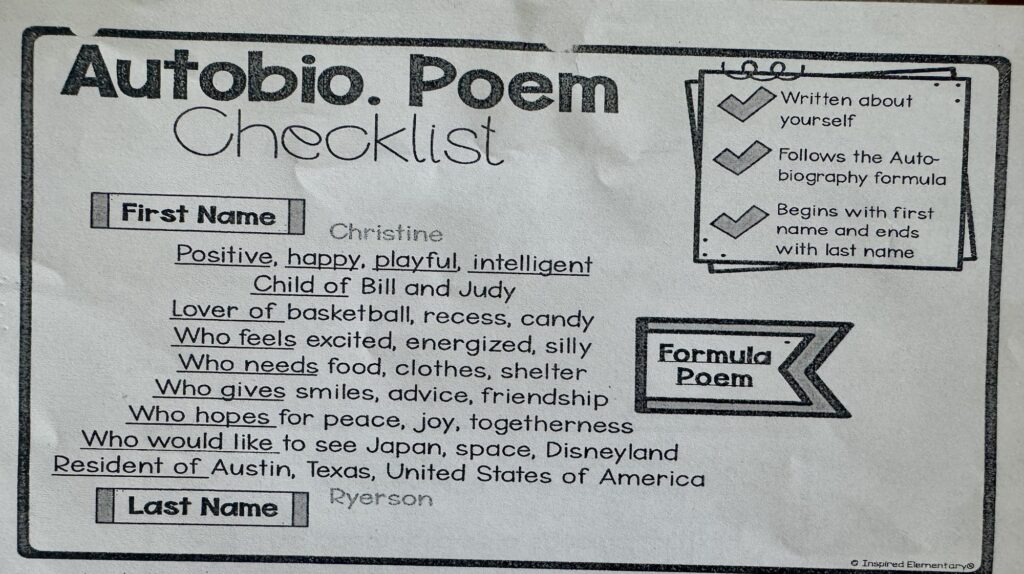 Autobio. Poem
Checklist
Written about
yourself
Follows the Auto-
biography formula
Begins with first
name and ends
with last name
First Name
Christine
Positive, happy, playful, intelligent
Child of Bill and Judy
Lover of basketball, recess, candy
Who feels excited, energized, silly
Who needs food, clothes, shelter
Who gives smiles, advice, friendship
Who hopes for peace, joy, togetherness
Who would like to see Japan, space, Disneyland
Resident of Austin, Texas, United States of America
Last Name
Ryerson
Formula
Poem
© Inspired Elementary®